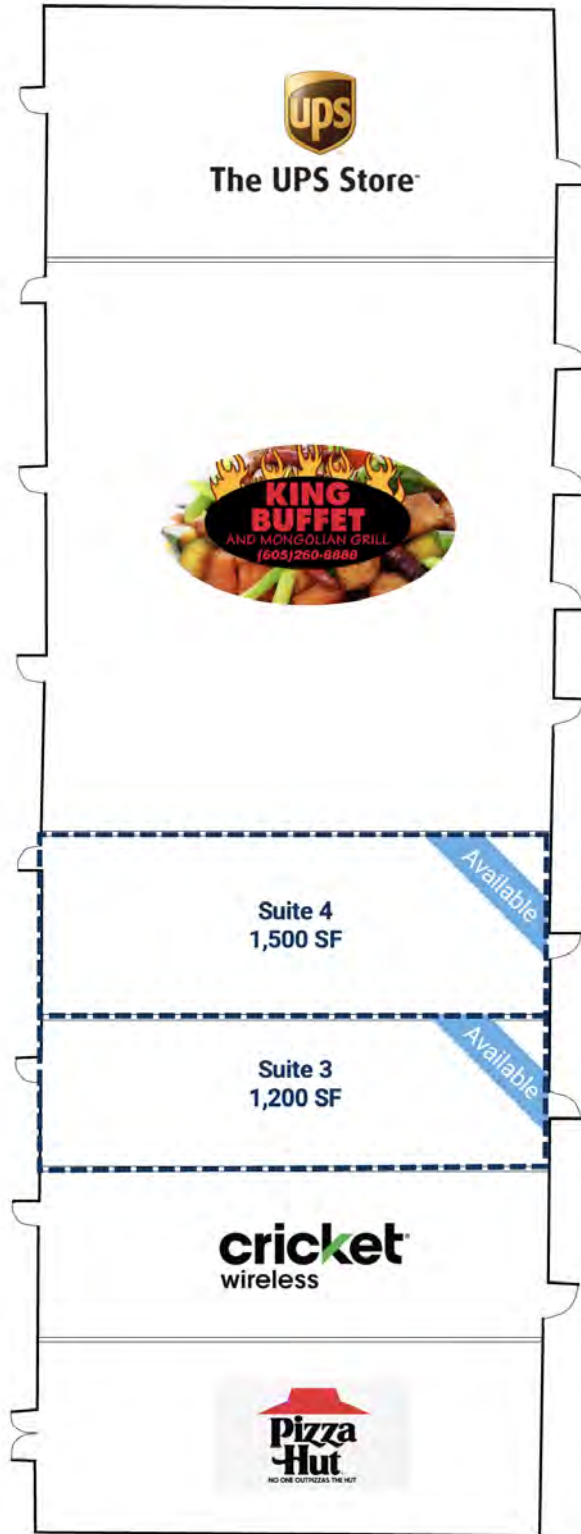 ups
The UPS Store
KING
BUFFET
AND MONGOLIAN GRILL
(605)260-8888
Available
Suite 4
1,500 SF
Available
Suite 3
1,200 SF
cricket
wireless
Pizza
Hut
NO ONE OUTPIZZAS THE HUT